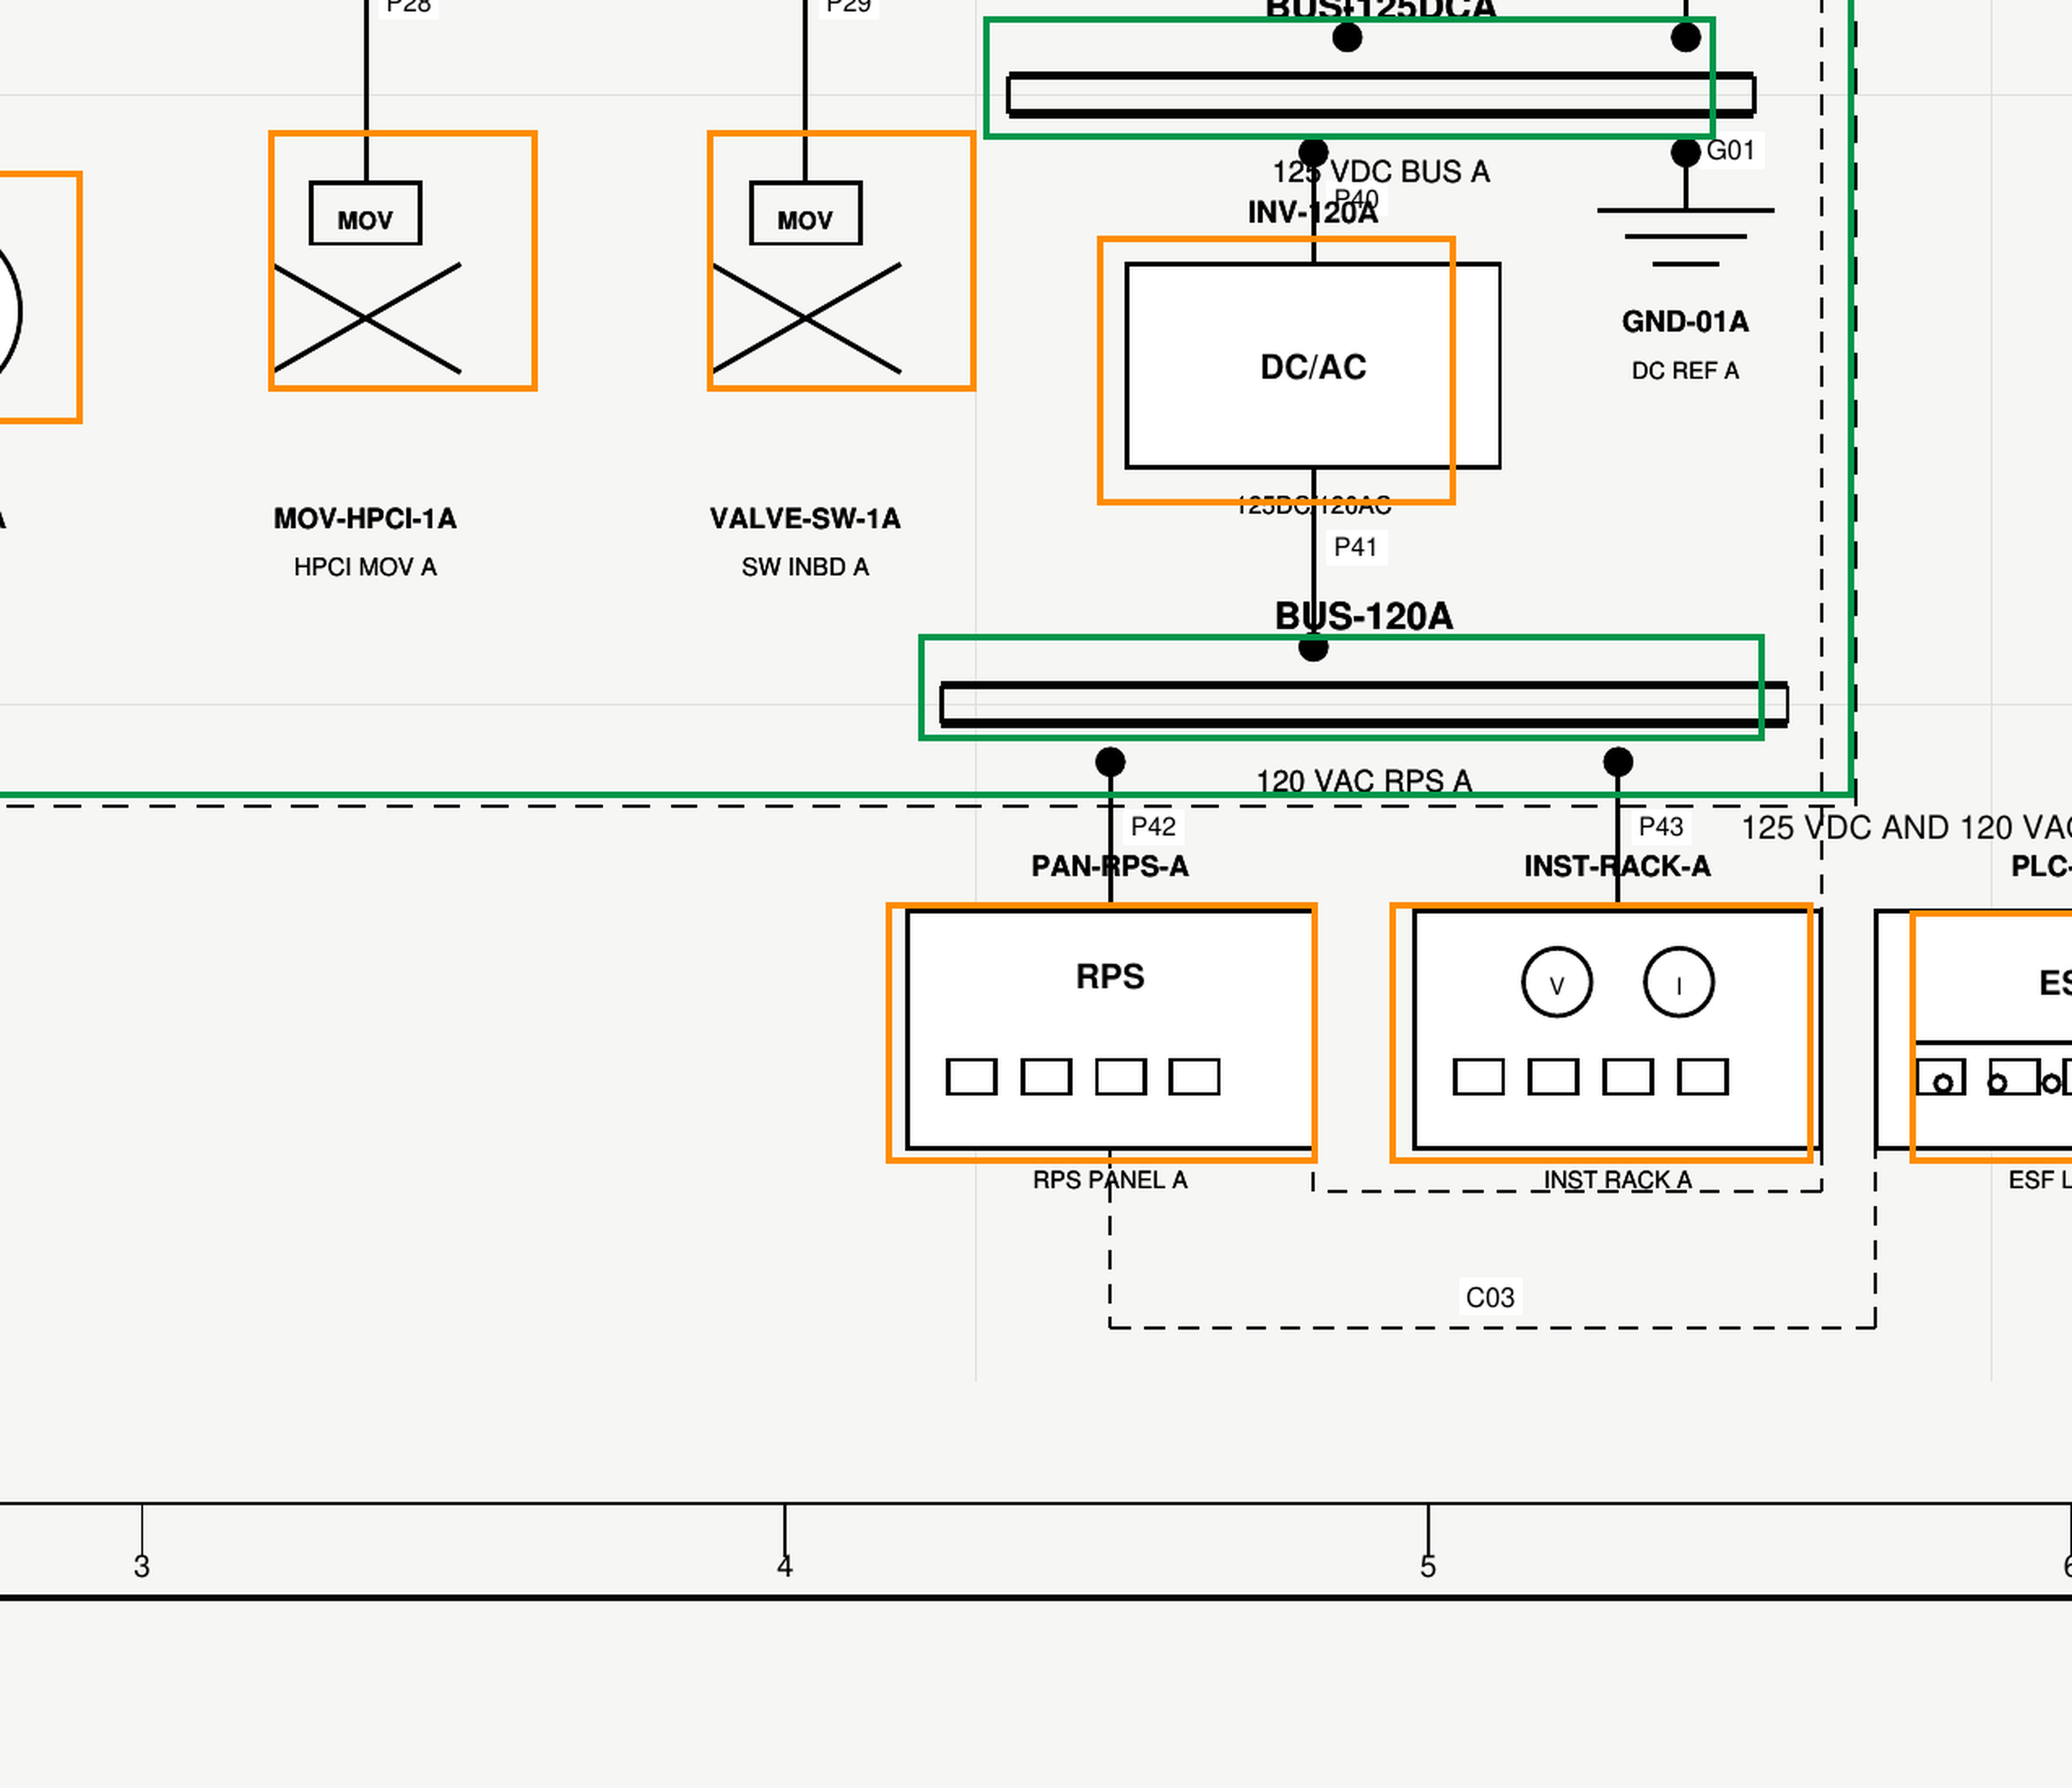 P28
P29
BUS-125DCA
G01
125 VDC BUS A
P40
INV-120A
MOV
MOV
GND-01A
DC/AC
DC REF A
125DC/120AC
MOV-HPCI-1A
VALVE-SW-1A
P41
HPCI MOV A
SW INBD A
BUS-120A
120 VAC RPS A
P42
P43
125 VDC AND 120 VAC
PAN-RPS-A
INST-RACK-A
PLC-
RPS
V
I
ES
RPS PANEL A
INST RACK A
ESF L
C03
3
4
5
6